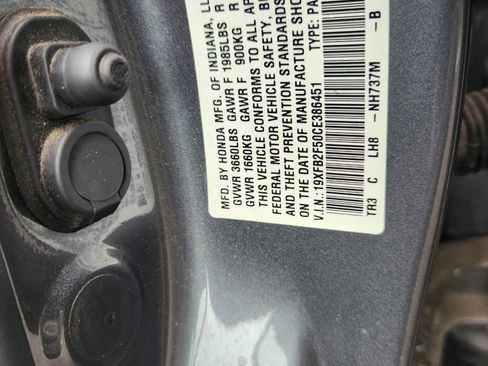 MFD. BY HONDA MFG. OF INDIANA, LL
GVWR 3660LBS GAWR F 1985LBS R
GVWR 1660KG GAWR F 900KG R
THIS VEHICLE CONFORMS TO ALL AP
FEDERAL MOTOR VEHICLE SAFETY, B
AND THEFT PREVENTION STANDARDS
ON THE DATE OF MANUFACTURE SHO
V.I.N.: 19XFB2F50CE386451 TYPE: PA
TR3 C LH8 -NH737M -B